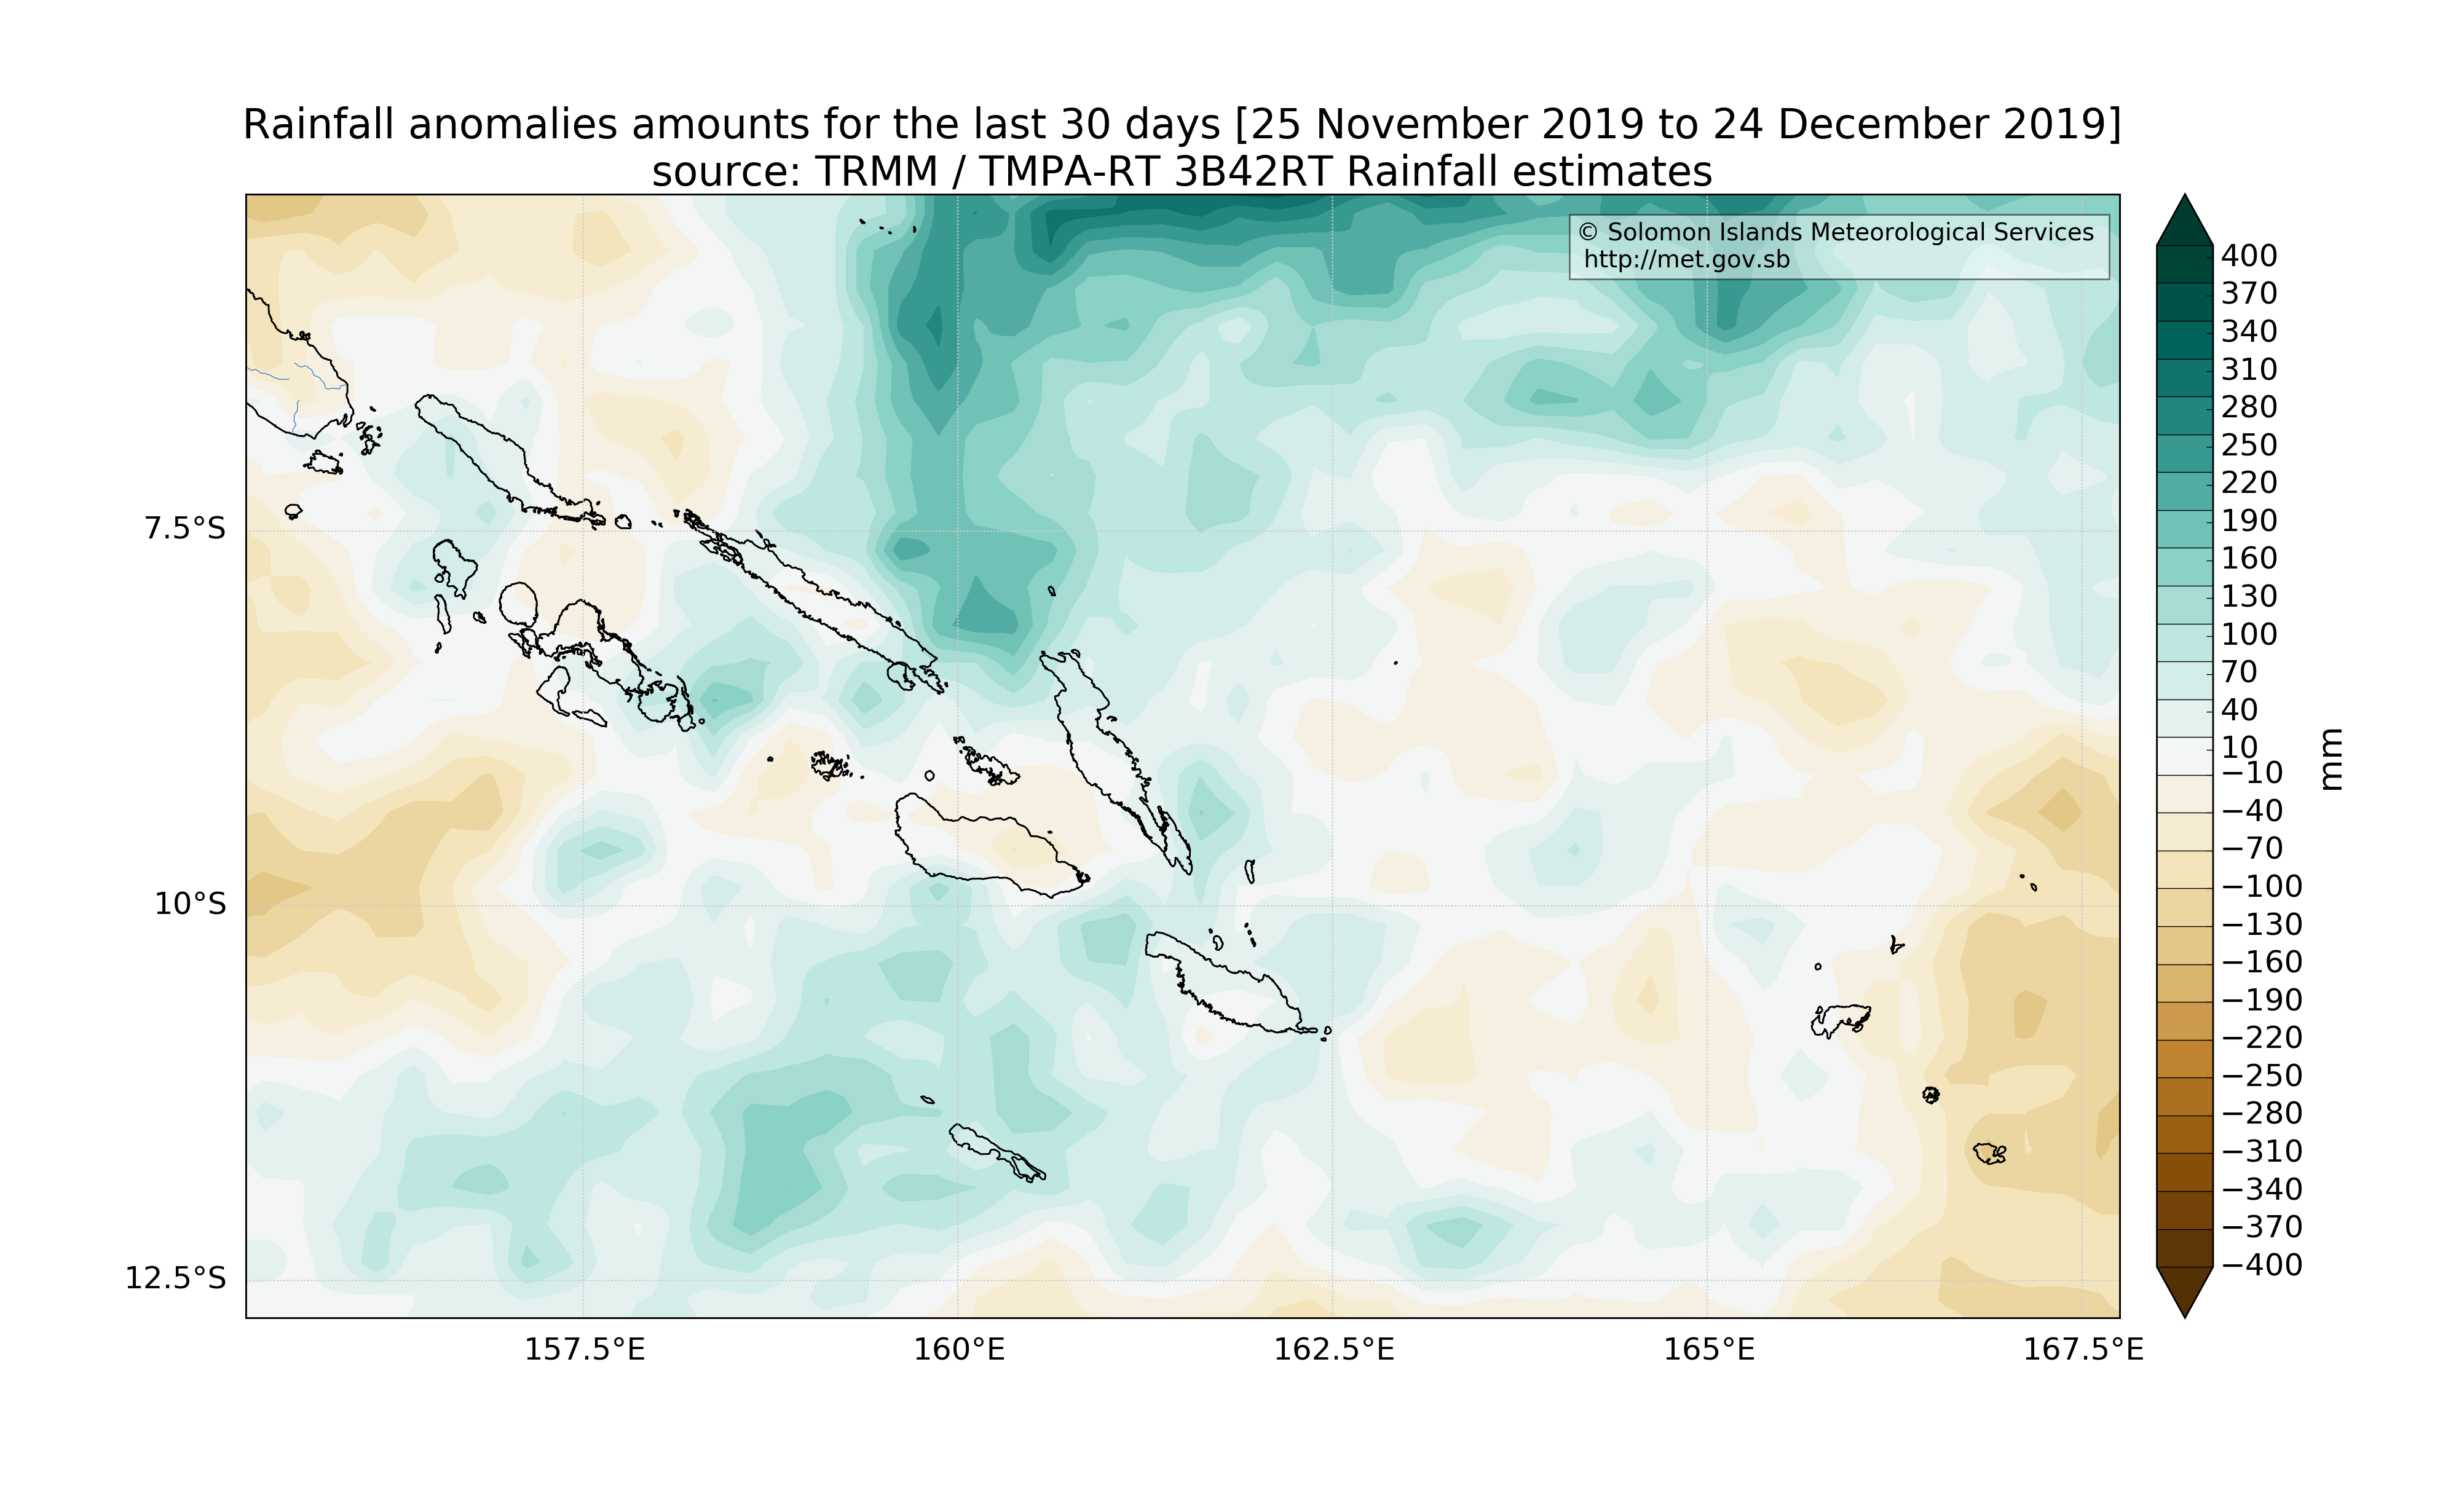 Rainfall anomalies amounts for the last 30 days [25 November 2019 to 24 December 2019]
source: TRMM / TMPA-RT 3B42RT Rainfall estimates
© Solomon Islands Meteorological Services
http://met.gov.sb
7.5°S
10°S
12.5°S
157.5°E
160°E
162.5°E
165°E
167.5°E
400
370
340
310
280
250
220
190
160
130
100
70
40
10
−10
−40
−70
−100
−130
−160
−190
−220
−250
−280
−310
−340
−370
−400
mm